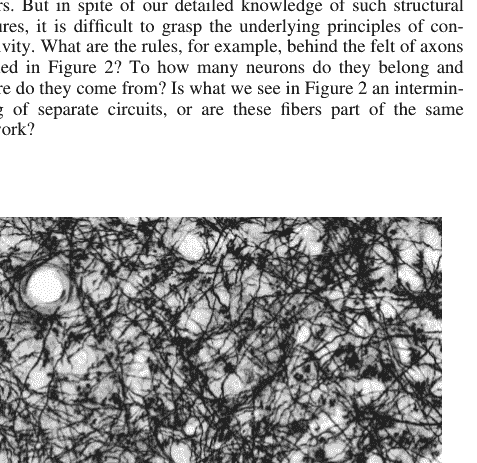 rs. But in spite of our detailed knowledge of such structural
ures, it is difficult to grasp the underlying principles of con-
vity. What are the rules, for example, behind the felt of axons
ed in Figure 2? To how many neurons do they belong and
re do they come from? Is what we see in Figure 2 an intermin-
g of separate circuits, or are these fibers part of the same
ork?